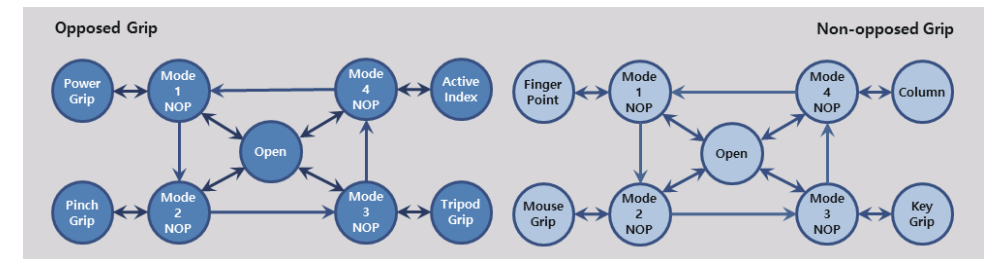 Opposed Grip
Non-opposed Grip
Power
Grip
Mode
1
NOP
Mode
4
NOP
Active
Index
Open
Pinch
Grip
Mode
2
NOP
Mode
3
NOP
Tripod
Grip
Finger
Point
Mode
1
NOP
Mode
4
NOP
Column
Open
Mouse
Grip
Mode
2
NOP
Mode
3
NOP
Key
Grip